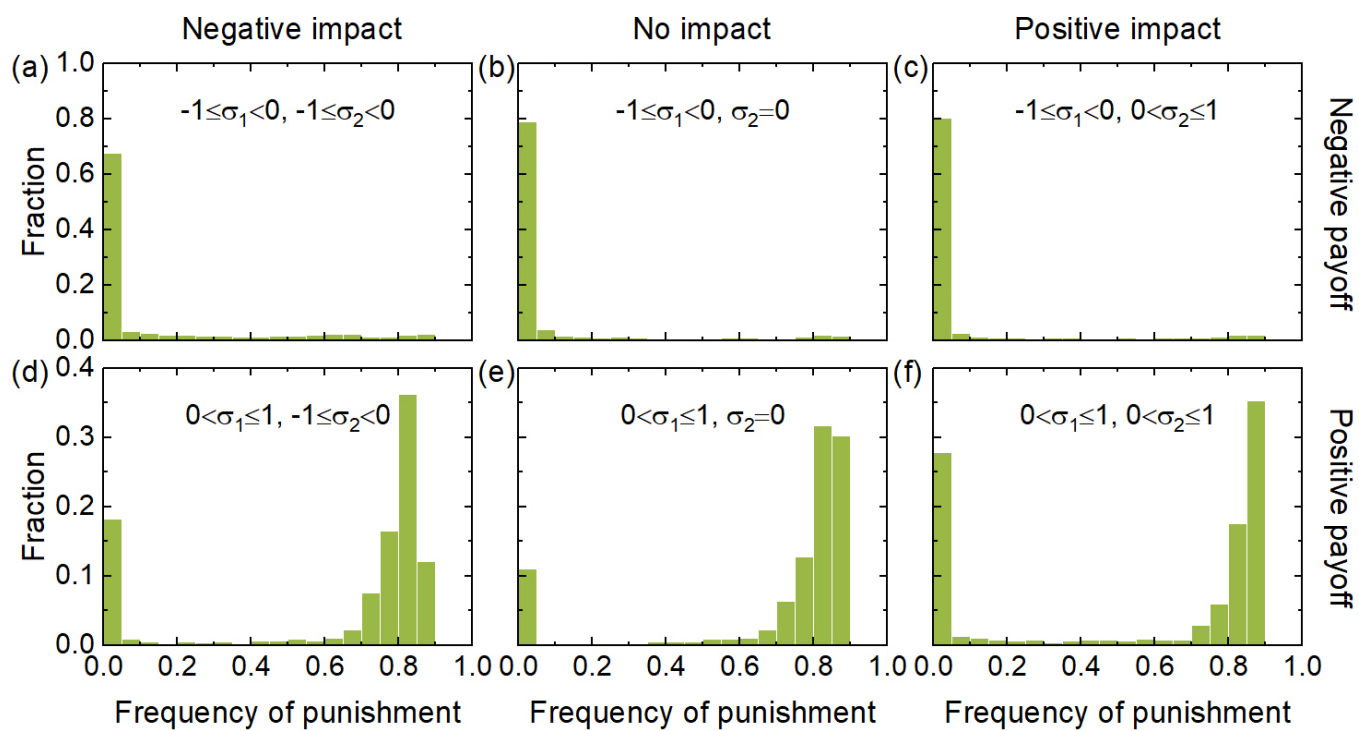 Negative impact No impact Positive impact
(a) (b) (c)
-1≤σ1<0, -1≤σ2<0 -1≤σ1<0, σ2=0 -1≤σ1<0, 0<σ2≤1
1.0
0.8
0.6
0.4
0.2
0.0
Fraction
Negative payoff
(d) (e) (f)
0<σ1≤1, -1≤σ2<0 0<σ1≤1, σ2=0 0<σ1≤1, 0<σ2≤1
0.4
0.3
0.2
0.1
0.0
Fraction
Positive payoff
0.0 0.2 0.4 0.6 0.8 1.0 0.0 0.2 0.4 0.6 0.8 1.0 0.0 0.2 0.4 0.6 0.8 1.0
Frequency of punishment Frequency of punishment Frequency of punishment